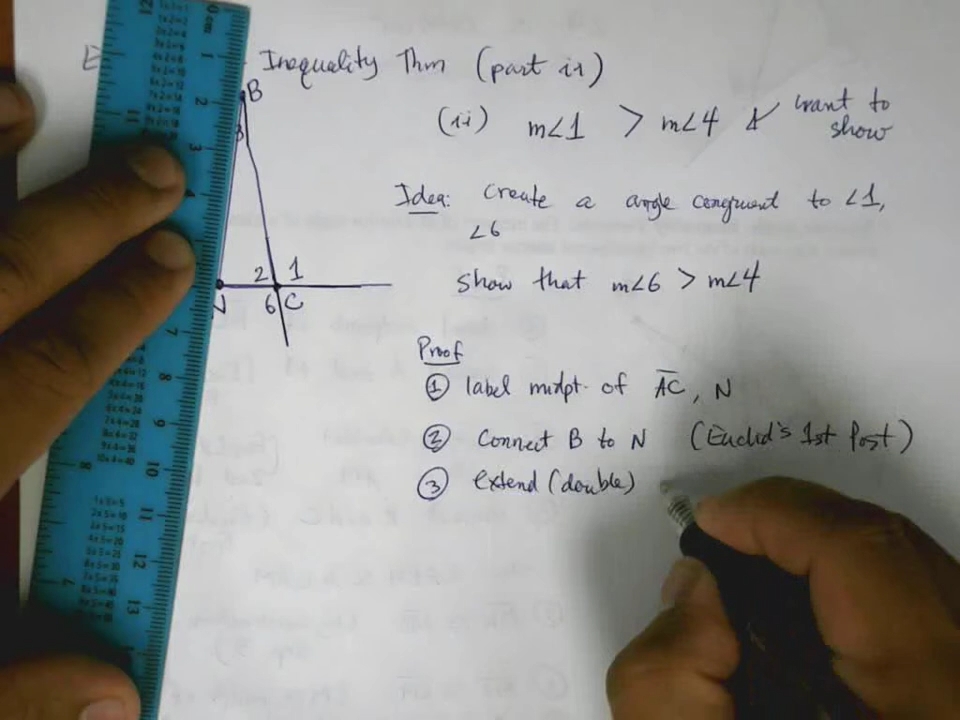 Inequality Thm (part ii)
(ii) m∠1 > m∠4 ← want to
show
Idea: Create a angle congruent to ∠1,
∠6
show that m∠6 > m∠4
Proof
① label midpt. of AC, N
② Connect B to N (Euclid's 1st Post)
③ extend (double)
B
3
2 1
N 6 C